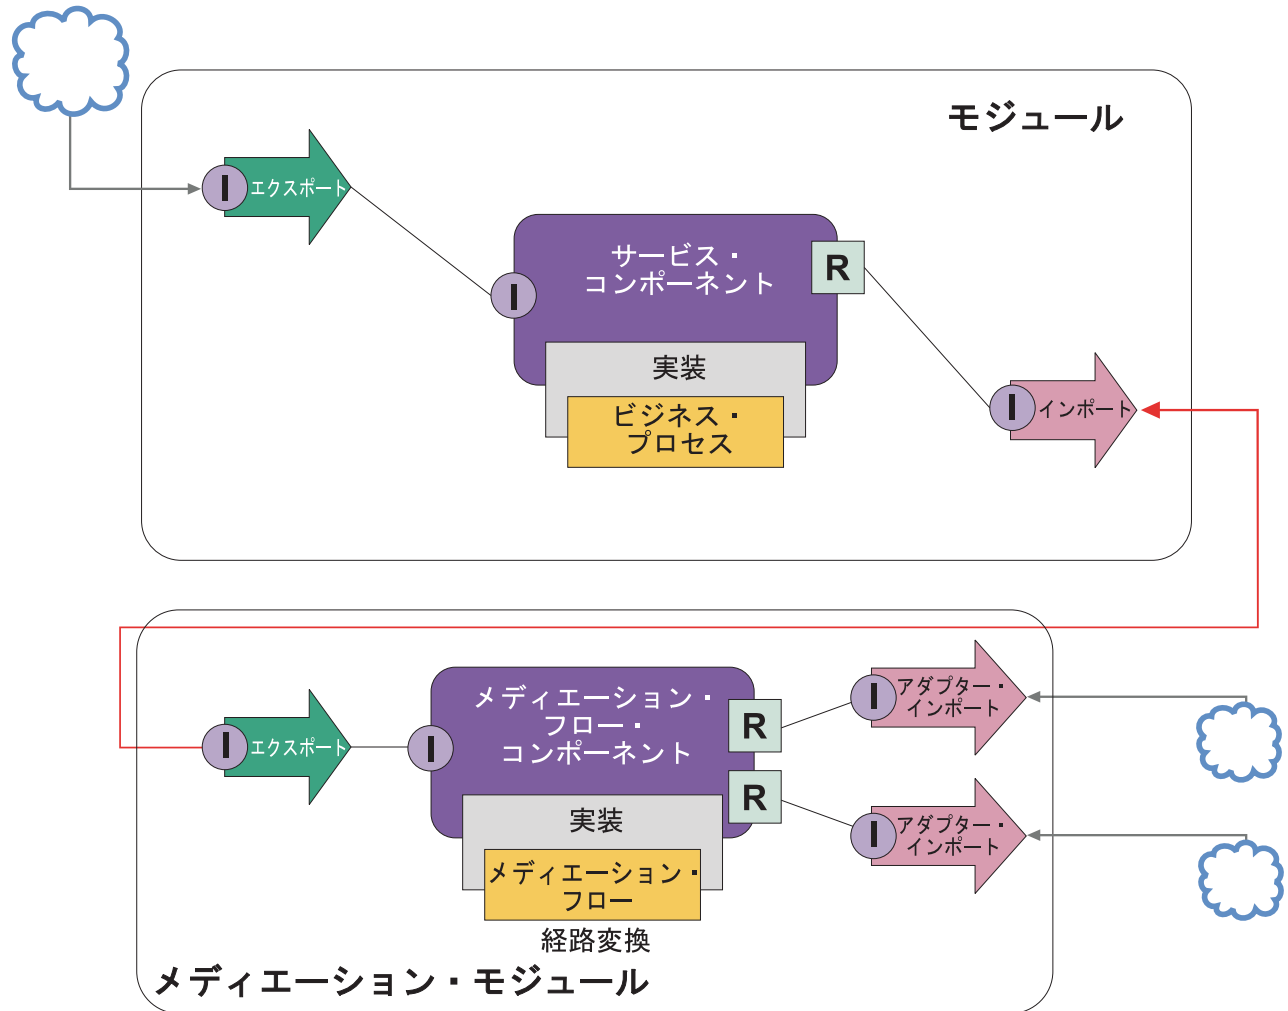 モジュール
I
エクスポート
サービス・
コンポーネント
R
I
実装
ビジネス・
プロセス
I
インポート
メディエーション・
フロー・
コンポーネント
I
エクスポート
I
R
R
I
アダプター・
インポート
I
アダプター・
インポート
実装
メディエーション・
フロー
経路変換
メディエーション・モジュール